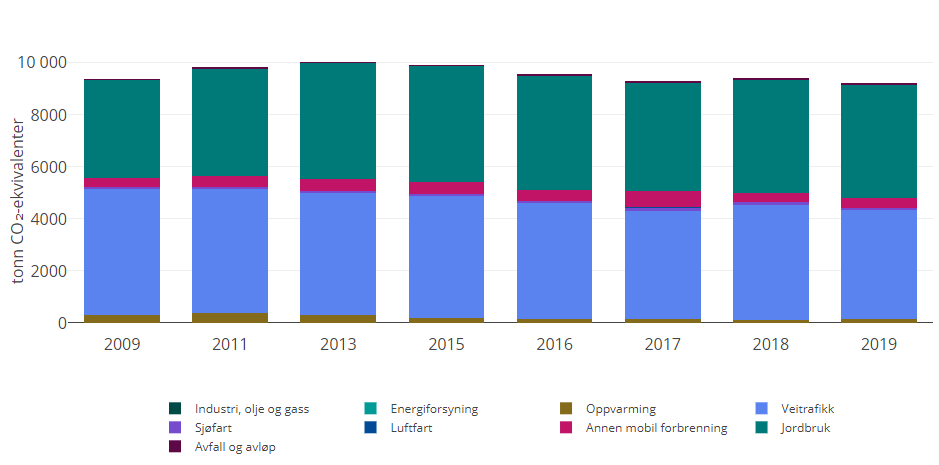 tonn CO₂-ekvivalenter
10 000
8000
6000
4000
2000
0
2009 2011 2013 2015 2016 2017 2018 2019
Industri, olje og gass Energiforsyning Oppvarming Veitrafikk
Sjøfart Luftfart Annen mobil forbrenning Jordbruk
Avfall og avløp